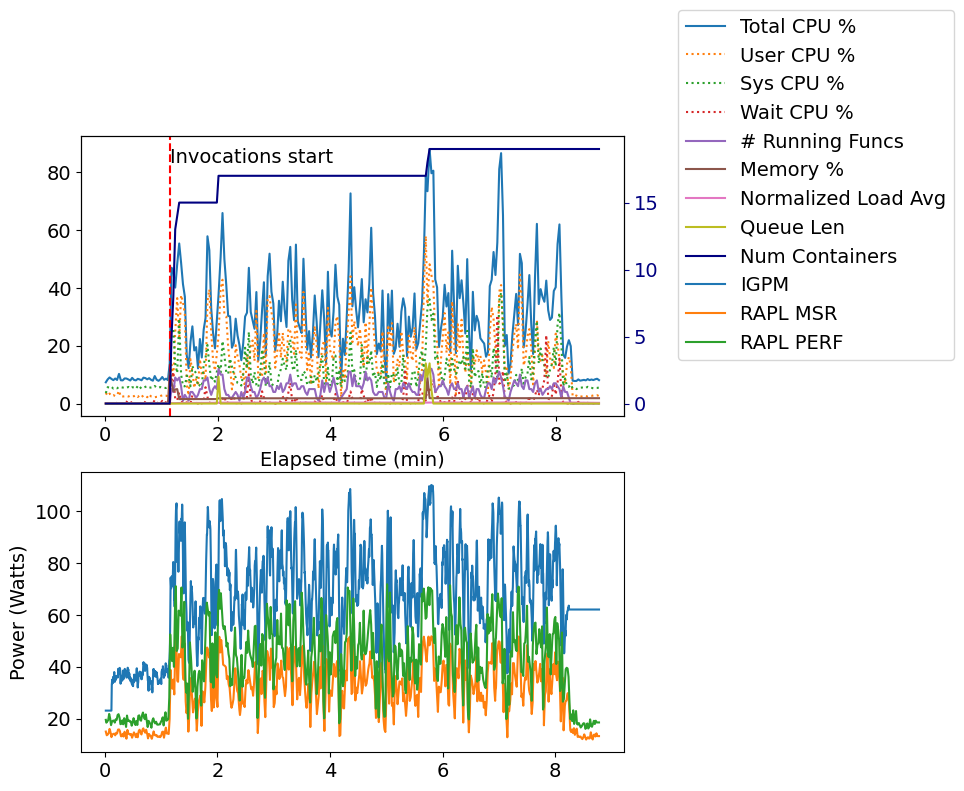 Total CPU %
User CPU %
Sys CPU %
Wait CPU %
# Running Funcs
Memory %
Normalized Load Avg
Queue Len
Num Containers
IGPM
RAPL MSR
RAPL PERF
Invocations start
80
60
40
20
0
15
10
5
0
0 2 4 6 8
Elapsed time (min)
Power (Watts)
100
80
60
40
20
0 2 4 6 8